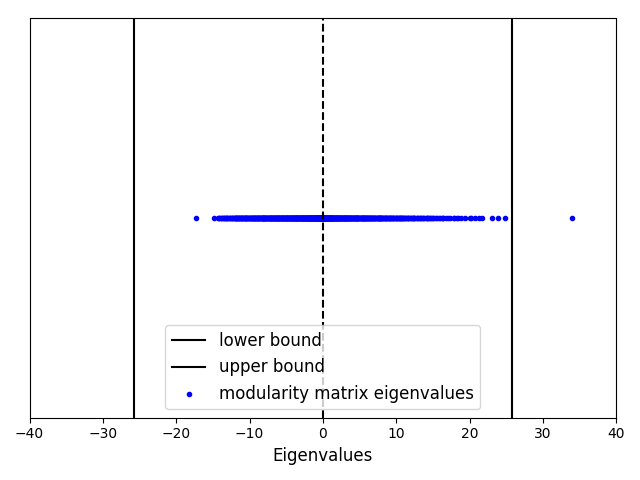 lower bound
upper bound
modularity matrix eigenvalues
−40 −30 −20 −10 0 10 20 30 40
Eigenvalues